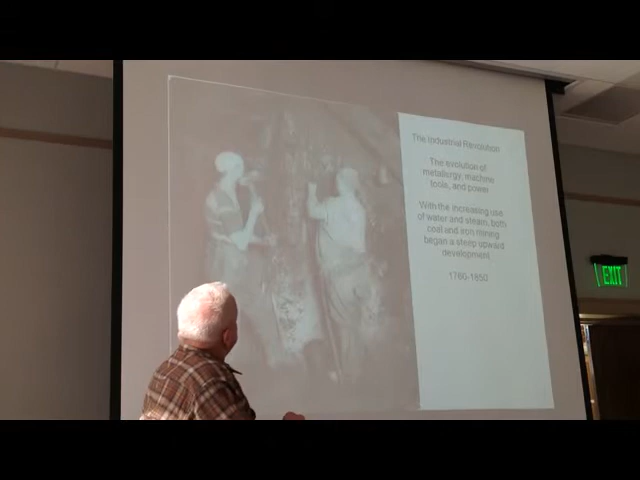 The Industrial Revolution
The evolution of
metallurgy, machine
tools, and power
With the increasing use
of water and steam, both
coal and iron mining
began a steep upward
development.
1760-1850
EXIT